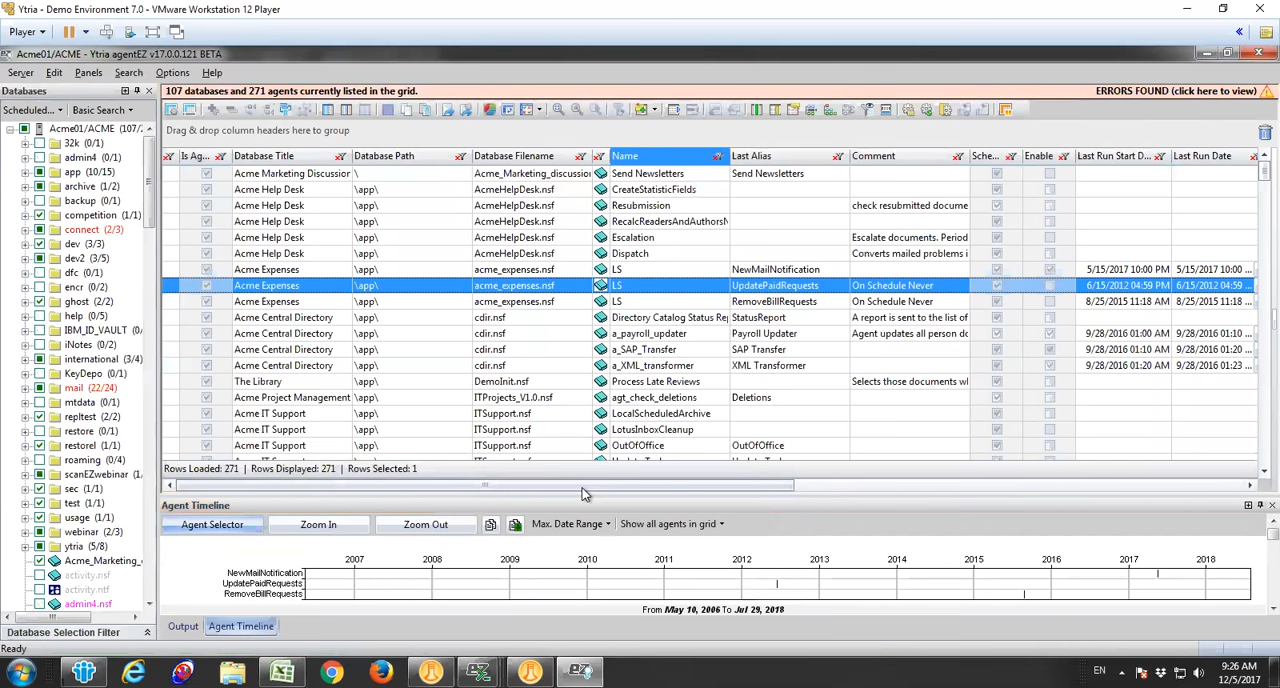 Ytria - Demo Environment 7.0 - VMware Workstation 12 Player
Player
Acme01/ACME - Ytria agentEZ v17.0.0.121 BETA
Server Edit Panels Search Options Help
Databases
107 databases and 271 agents currently listed in the grid. ERRORS FOUND (click here to view)
Scheduled... Basic Search
Drag & drop column headers here to group
Acme01/ACME (107/
32k (0/1)
admin4 (0/1)
app (10/15)
archive (1/2)
backup (0/1)
competition (1/1)
connect (2/3)
dev (3/3)
dev2 (3/5)
dfc (0/1)
encr (0/1)
ghost (2/2)
help (0/1)
IBM_ID_VAULT (0/1)
iNotes (0/1)
international (3/4)
KeyDepo (0/1)
mail (22/24)
mtdata (0/1)
repltest (2/2)
restore (0/1)
restorel (1/1)
roaming (0/4)
scanEZwebinar (1/
sec (1/1)
test (1/1)
usage (1/1)
webinar (2/3)
ytria (5/8)
Acme_Marketing_
activity.nsf
activity.ntf
admin4.nsf
Database Selection Filter
Is Ag... Database Title Database Path Database Filename Name Last Alias Comment Sche... Enable Last Run Start D... Last Run Date
Acme Marketing Discussion \ Acme_Marketing_discussion Send Newsletters Send Newsletters
Acme Help Desk \app\ AcmeHelpDesk.nsf CreateStatisticFields
Acme Help Desk \app\ AcmeHelpDesk.nsf Resubmission check resubmitted docume
Acme Help Desk \app\ AcmeHelpDesk.nsf RecalcReadersAndAuthorsN
Acme Help Desk \app\ AcmeHelpDesk.nsf Escalation Escalate documents. Period
Acme Help Desk \app\ AcmeHelpDesk.nsf Dispatch Converts mailed problems i
Acme Expenses \app\ acme_expenses.nsf LS NewMailNotification 5/15/2017 10:00 PM 5/15/2017 10:00 ...
Acme Expenses \app\ acme_expenses.nsf LS UpdatePaidRequests On Schedule Never 6/15/2012 04:59 PM 6/15/2012 04:59 ...
Acme Expenses \app\ acme_expenses.nsf LS RemoveBillRequests On Schedule Never 8/25/2015 11:18 AM 8/25/2015 11:18 ...
Acme Central Directory \app\ cdir.nsf Directory Catalog Status Rep StatusReport A report is sent to the list of
Acme Central Directory \app\ cdir.nsf a_payroll_updater Payroll Updater Agent updates all person do 9/28/2016 01:00 AM 9/28/2016 01:10 ...
Acme Central Directory \app\ cdir.nsf a_SAP_Transfer SAP Transfer 9/28/2016 01:10 AM 9/28/2016 01:20 ...
Acme Central Directory \app\ cdir.nsf a_XML_transformer XML Transformer 9/28/2016 01:20 AM 9/28/2016 01:23 ...
The Library \app\ DemoInit.nsf Process Late Reviews Selects those documents wh
Acme Project Management \app\ ITProjects_V1.0.nsf agt_check_deletions Deletions
Acme IT Support \app\ ITSupport.nsf LocalScheduledArchive
Acme IT Support \app\ ITSupport.nsf LotusInboxCleanup
Acme IT Support \app\ ITSupport.nsf OutOfOffice OutOfOffice
Rows Loaded: 271 | Rows Displayed: 271 | Rows Selected: 1
Agent Timeline
Agent Selector Zoom In Zoom Out Max. Date Range Show all agents in grid
2007 2008 2009 2010 2011 2012 2013 2014 2015 2016 2017 2018
NewMailNotification
UpdatePaidRequests
RemoveBillRequests
From May 10, 2006 To Jul 29, 2018
Output Agent Timeline
Ready
EN
9:26 AM
12/5/2017